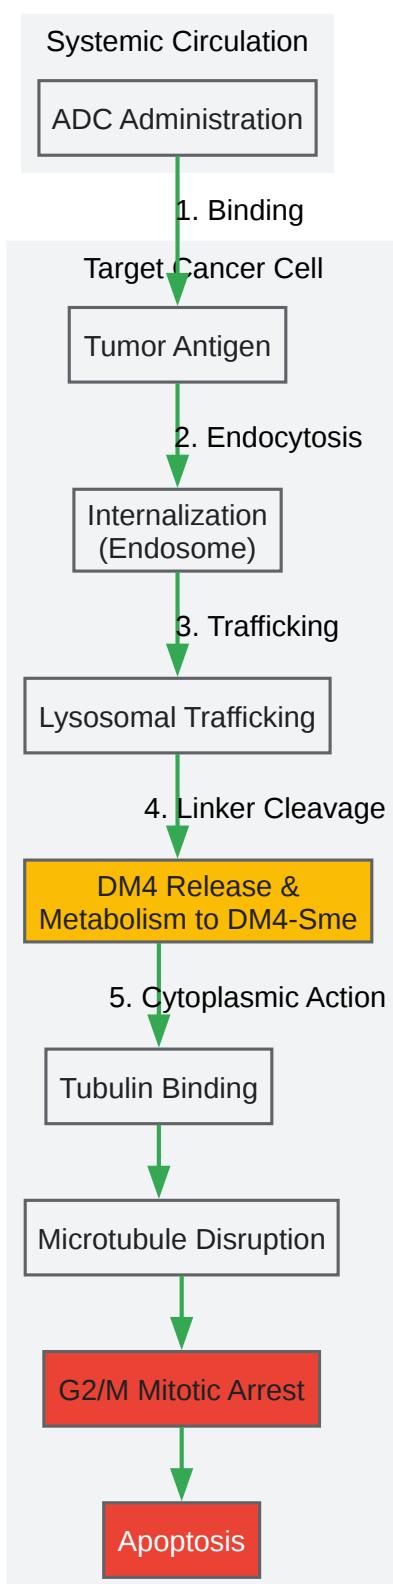 Systemic Circulation
ADC Administration
1. Binding
Target Cancer Cell
Tumor Antigen
2. Endocytosis
Internalization
(Endosome)
3. Trafficking
Lysosomal Trafficking
4. Linker Cleavage
DM4 Release &
Metabolism to DM4-Sme
5. Cytoplasmic Action
Tubulin Binding
Microtubule Disruption
G2/M Mitotic Arrest
Apoptosis